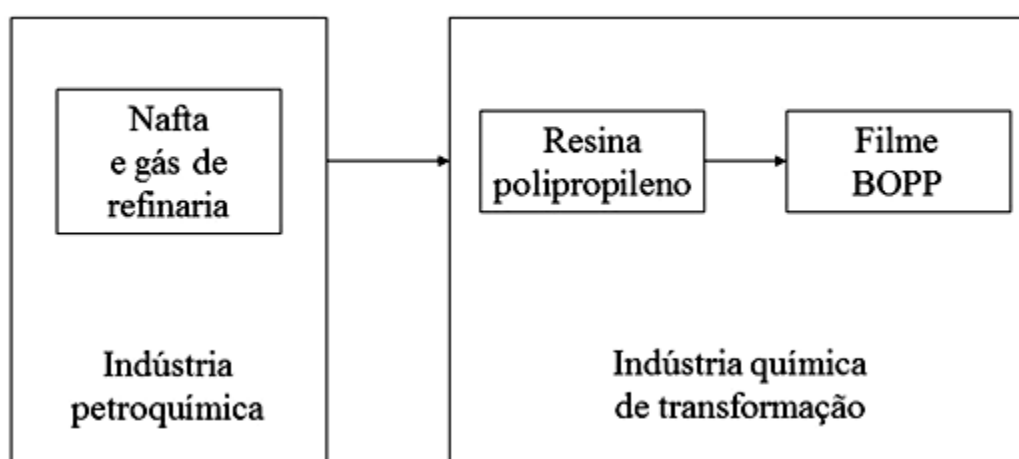 Nafta
e gás de
refinaria
Indústria
petroquímica
Resina
polipropileno
Filme
BOPP
Indústria química
de transformação